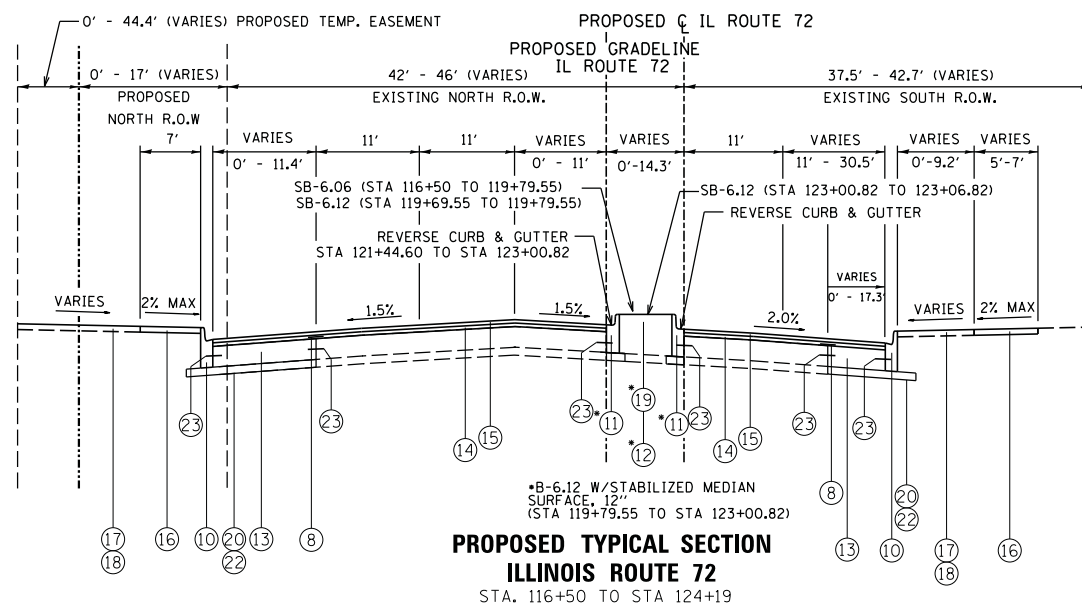 0' - 44.4' (VARIES) PROPOSED TEMP. EASEMENT
PROPOSED ℄ IL ROUTE 72
PROPOSED GRADELINE
IL ROUTE 72
0' - 17' (VARIES)
PROPOSED
NORTH R.O.W
42' - 46' (VARIES)
EXISTING NORTH R.O.W.
37.5' - 42.7' (VARIES)
EXISTING SOUTH R.O.W.
7'
VARIES
0' - 11.4'
11'
11'
VARIES
0' - 11'
VARIES
0'-14.3'
11'
VARIES
11' - 30.5'
VARIES
0'-9.2'
VARIES
5'-7'
SB-6.06 (STA 116+50 TO 119+79.55)
SB-6.12 (STA 119+69.55 TO 119+79.55)
SB-6.12 (STA 123+00.82 TO 123+06.82)
REVERSE CURB & GUTTER
STA 121+44.60 TO STA 123+00.82
REVERSE CURB & GUTTER
VARIES
0' - 17.3'
VARIES
2% MAX
1.5%
1.5%
2.0%
VARIES
2% MAX
23
23
14
15
23
*11
*19
*12
*11
23
14
15
23
23
17
18
16
10
20
22
13
8
8
13
10
20
22
17
18
16
*B-6.12 W/STABILIZED MEDIAN
SURFACE, 12''
(STA 119+79.55 TO STA 123+00.82)
PROPOSED TYPICAL SECTION
ILLINOIS ROUTE 72
STA. 116+50 TO STA 124+19